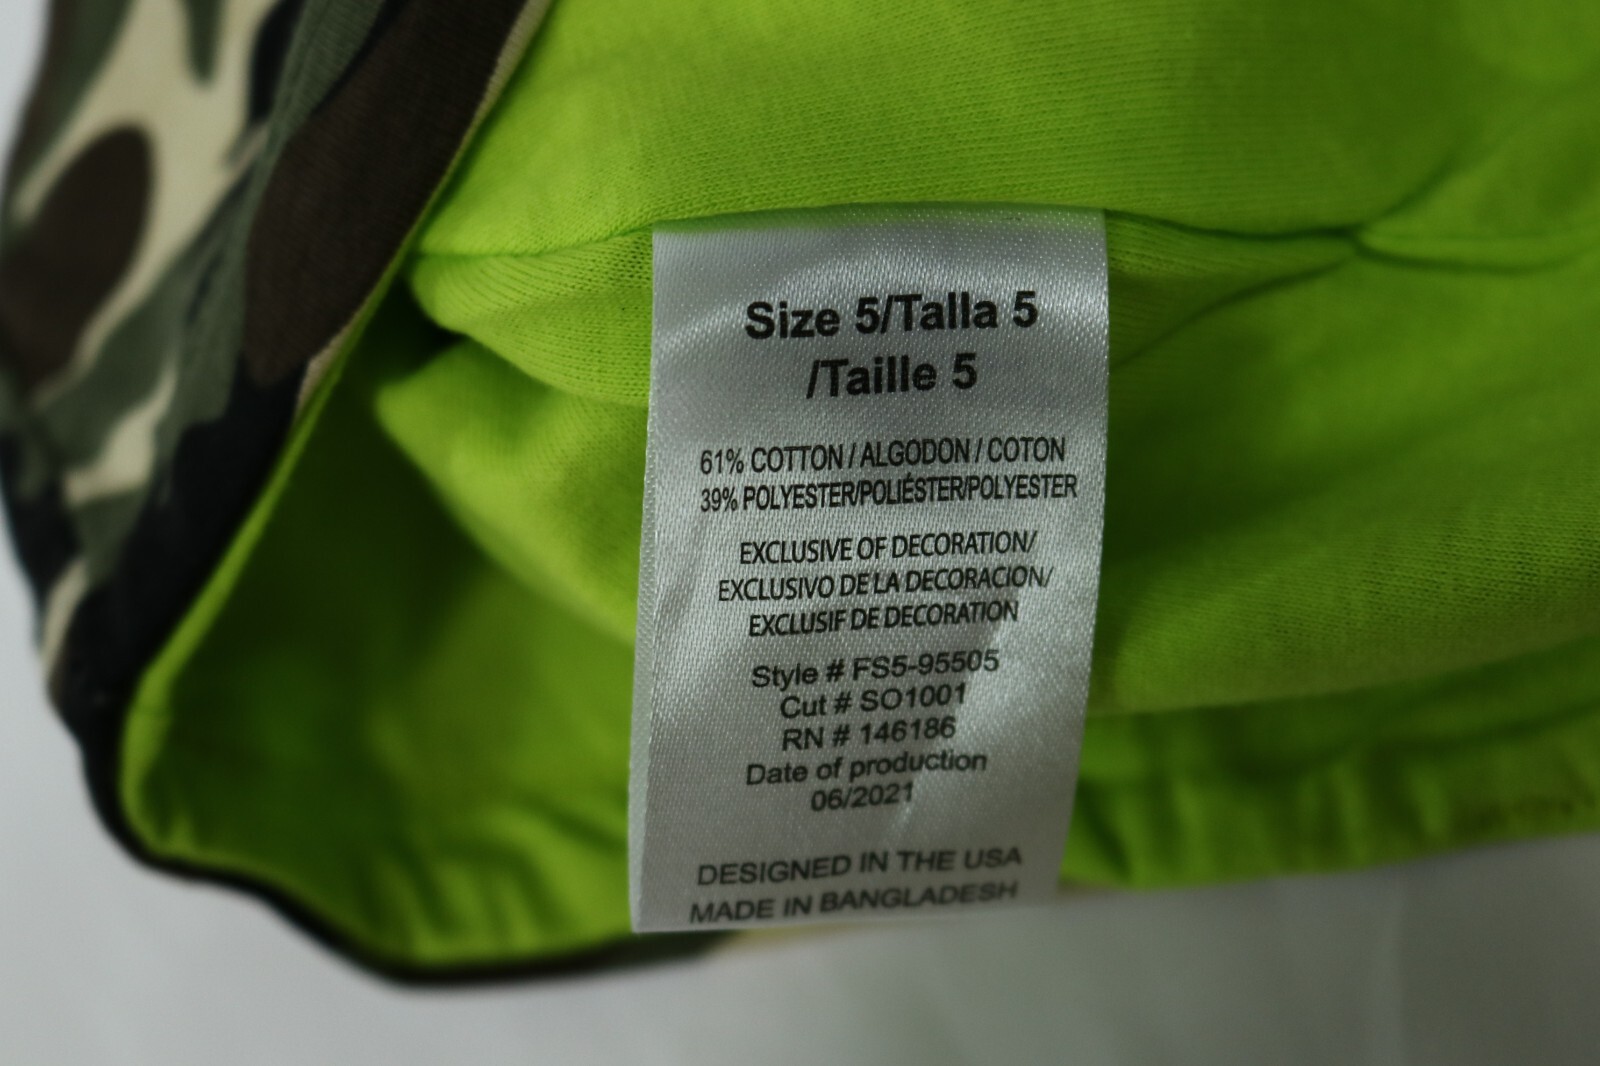 Size 5/Talla 5
/Taille 5
61% COTTON / ALGODON / COTON
39% POLYESTER/POLIÉSTER/POLYESTER
EXCLUSIVE OF DECORATION/
EXCLUSIVO DE LA DECORACION/
EXCLUSIF DE DECORATION
Style # FS5-95505
Cut # SO1001
RN # 146186
Date of production
06/2021
DESIGNED IN THE USA
MADE IN BANGLADESH